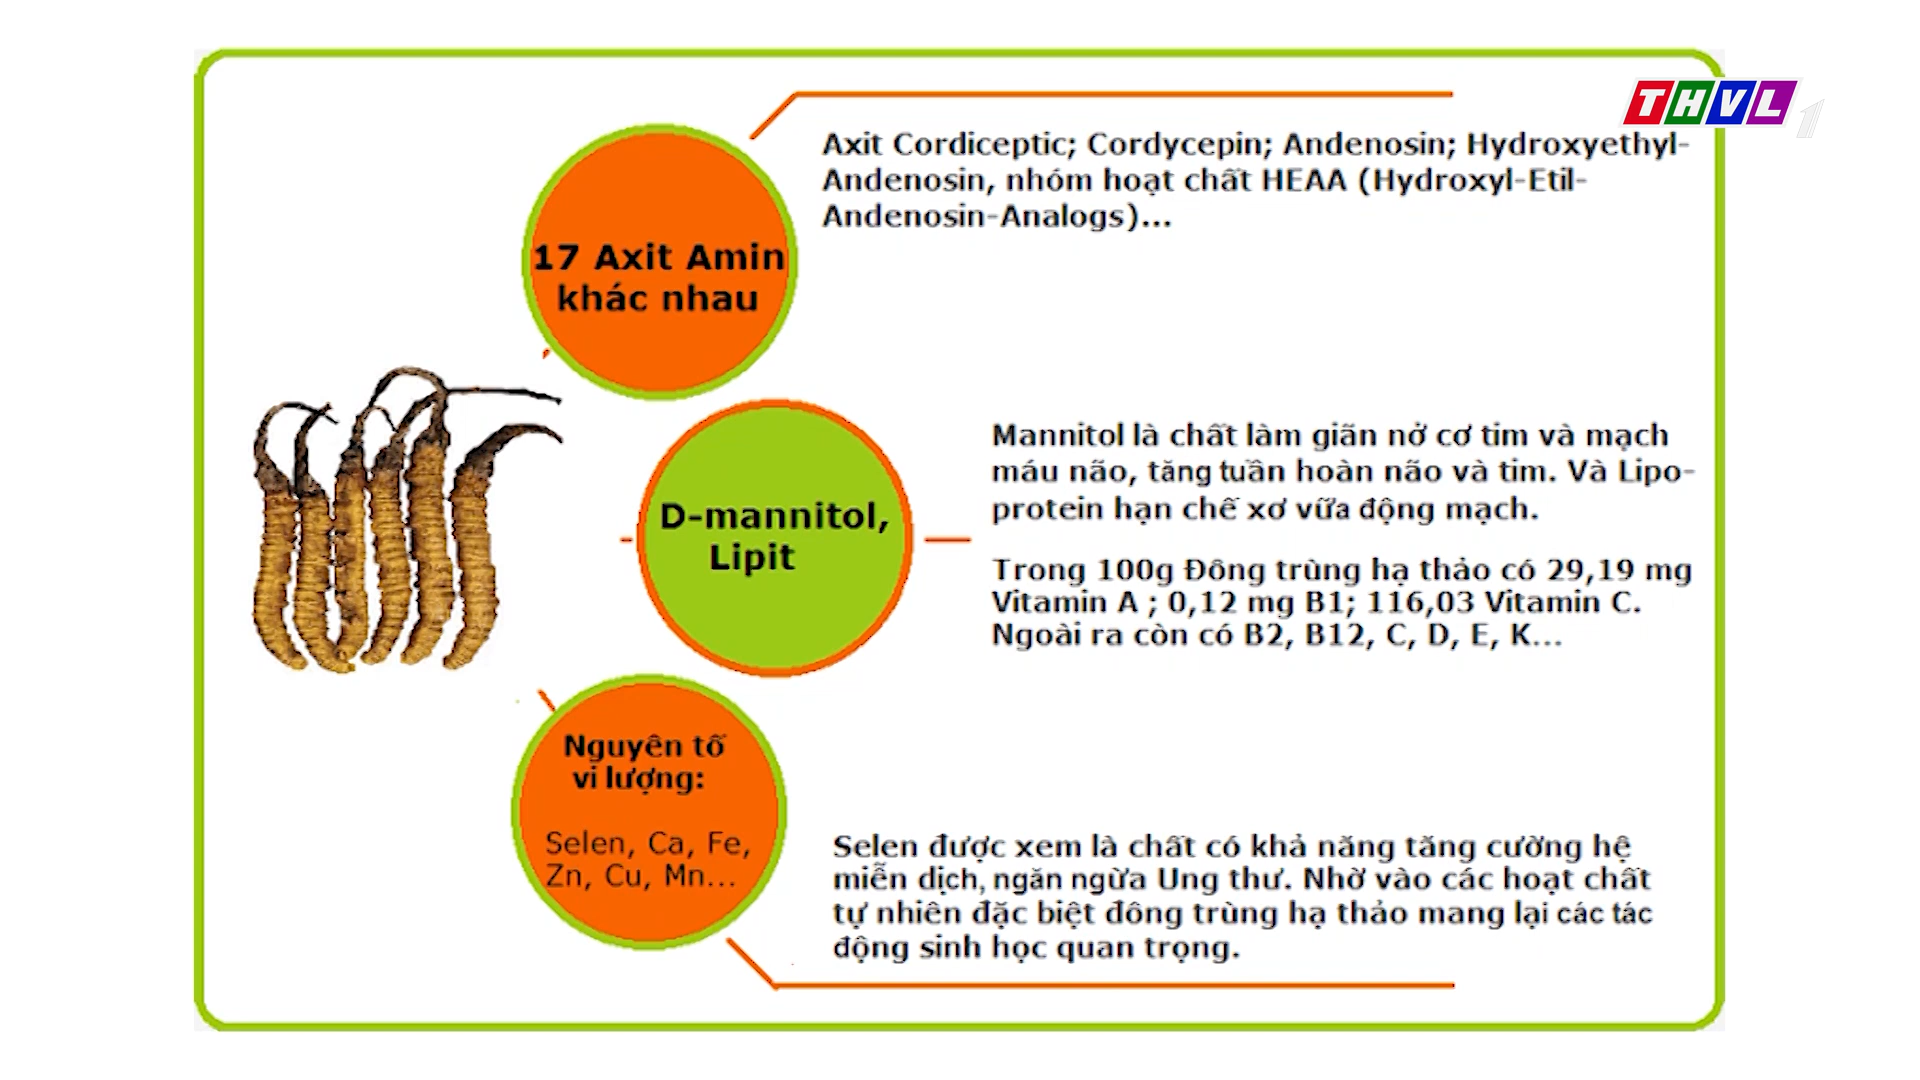 THVL 1
17 Axit Amin
khác nhau
Axit Cordiceptic; Cordycepin; Andenosin; Hydroxyethyl-
Andenosin, nhóm hoạt chất HEAA (Hydroxyl-Etil-
Andenosin-Analogs)...
D-mannitol,
Lipit
Mannitol là chất làm giãn nở cơ tim và mạch
máu não, tăng tuần hoàn não và tim. Và Lipo-
protein hạn chế xơ vữa động mạch.
Trong 100g Đông trùng hạ thảo có 29,19 mg
Vitamin A ; 0,12 mg B1; 116,03 Vitamin C.
Ngoài ra còn có B2, B12, C, D, E, K...
Nguyên tố
vi lượng:
Selen, Ca, Fe,
Zn, Cu, Mn...
Selen được xem là chất có khả năng tăng cường hệ
miễn dịch, ngăn ngừa Ung thư. Nhờ vào các hoạt chất
tự nhiên đặc biệt đông trùng hạ thảo mang lại các tác
động sinh học quan trọng.